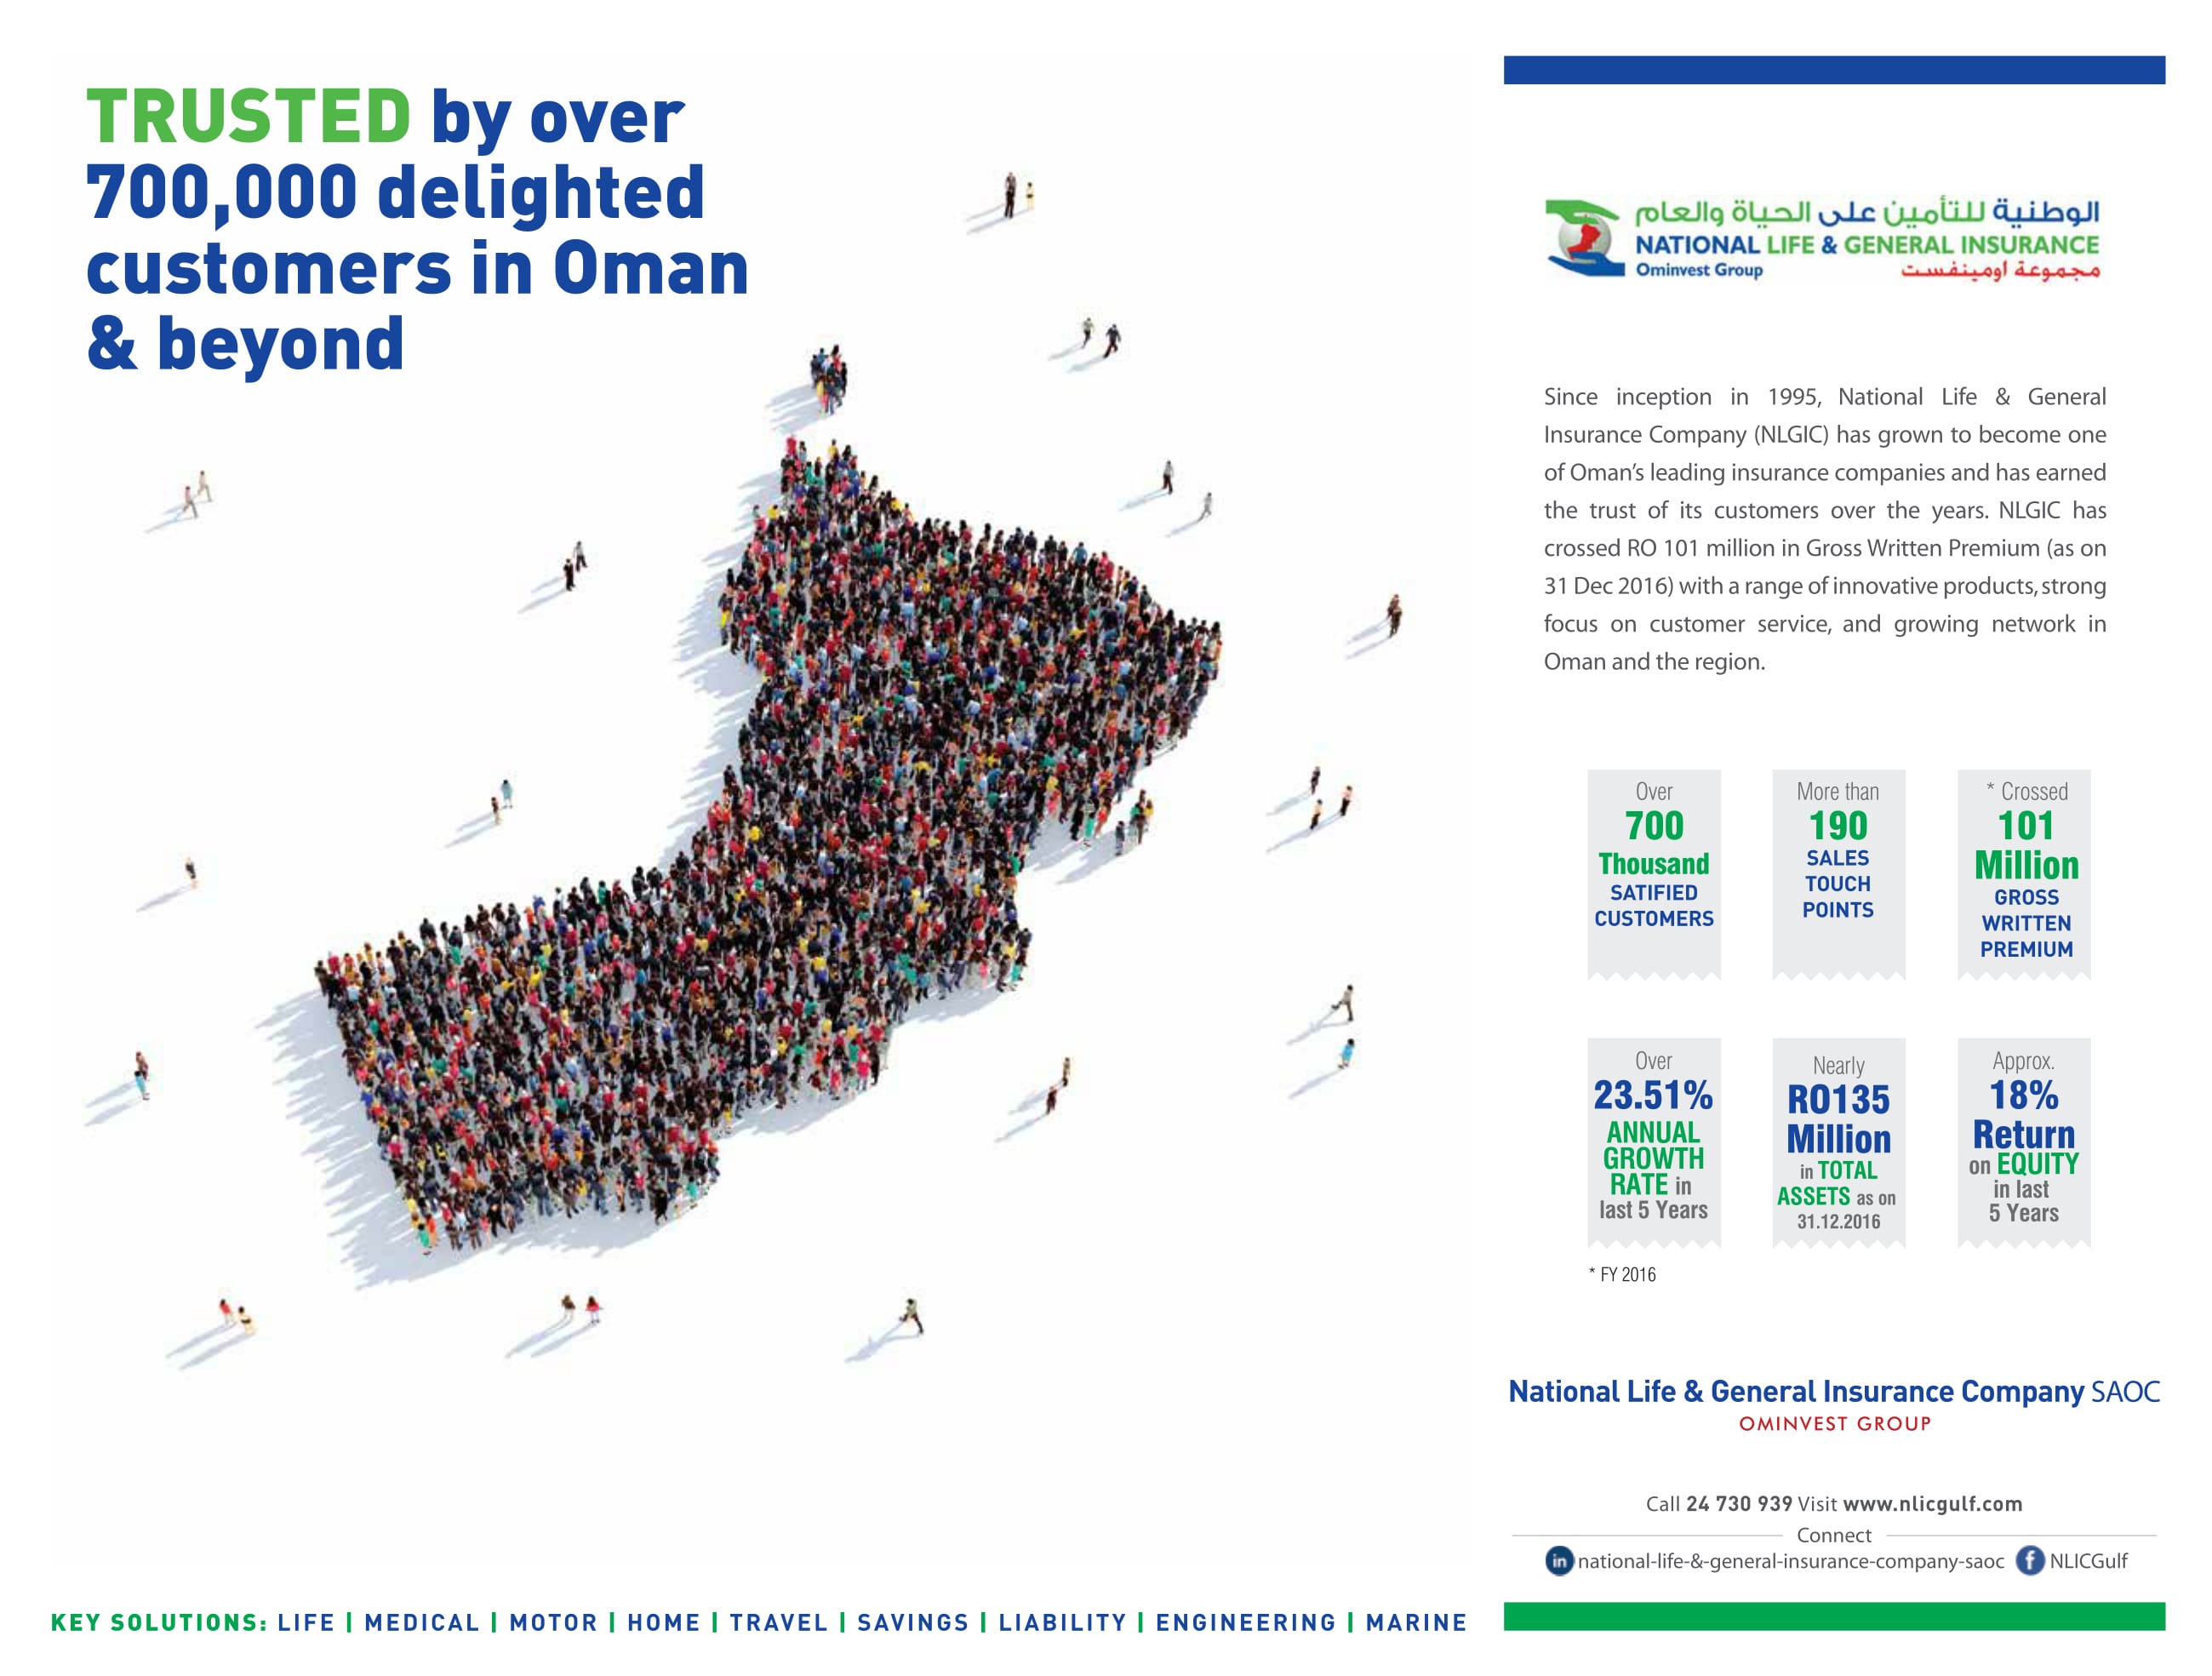 TRUSTED by over
700,000 delighted
customers in Oman
& beyond
الوطنية للتأمين على الحياة والعام
NATIONAL LIFE & GENERAL INSURANCE
Ominvest Group مجموعة اومينفست
Since inception in 1995, National Life & General
Insurance Company (NLGIC) has grown to become one
of Oman’s leading insurance companies and has earned
the trust of its customers over the years. NLGIC has
crossed RO 101 million in Gross Written Premium (as on
31 Dec 2016) with a range of innovative products, strong
focus on customer service, and growing network in
Oman and the region.
Over
700
Thousand
SATIFIED
CUSTOMERS
More than
190
SALES
TOUCH
POINTS
* Crossed
101
Million
GROSS
WRITTEN
PREMIUM
Over
23.51%
ANNUAL
GROWTH
RATE in
last 5 Years
Nearly
RO135
Million
in TOTAL
ASSETS as on
31.12.2016
Approx.
18%
Return
on EQUITY
in last
5 Years
* FY 2016
National Life & General Insurance Company SAOC
OMINVEST GROUP
Call 24 730 939 Visit www.nlicgulf.com
Connect
in national-life-&-general-insurance-company-saoc f NLICGulf
KEY SOLUTIONS: LIFE | MEDICAL | MOTOR | HOME | TRAVEL | SAVINGS | LIABILITY | ENGINEERING | MARINE